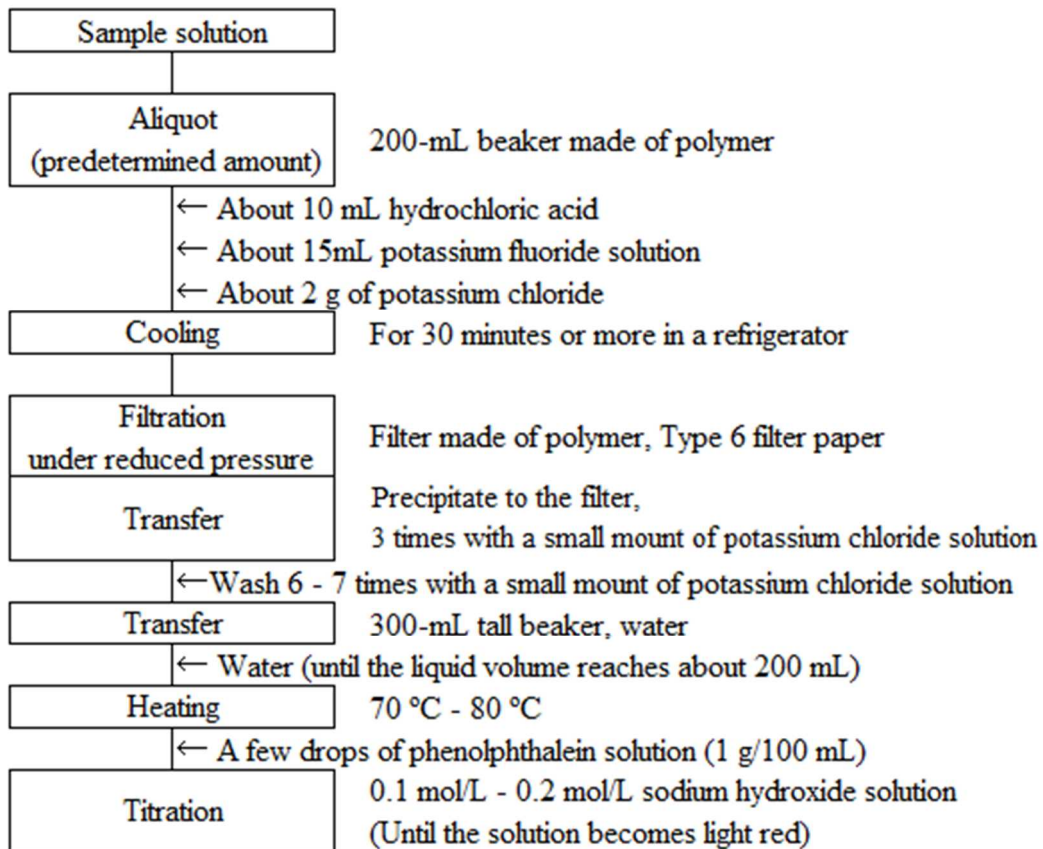 Sample solution
Aliquot
(predetermined amount)
200-mL beaker made of polymer
← About 10 mL hydrochloric acid
← About 15mL potassium fluoride solution
← About 2 g of potassium chloride
Cooling
For 30 minutes or more in a refrigerator
Filtration
under reduced pressure
Filter made of polymer, Type 6 filter paper
Transfer
Precipitate to the filter,
3 times with a small mount of potassium chloride solution
←Wash 6 - 7 times with a small mount of potassium chloride solution
Transfer
300-mL tall beaker, water
← Water (until the liquid volume reaches about 200 mL)
Heating
70 ºC - 80 ºC
← A few drops of phenolphthalein solution (1 g/100 mL)
Titration
0.1 mol/L - 0.2 mol/L sodium hydroxide solution
(Until the solution becomes light red)